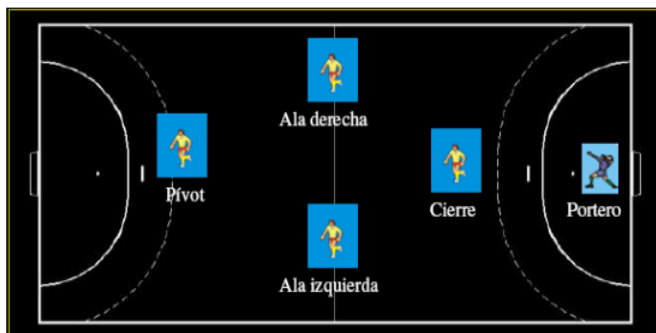 Ala derecha
Pívot
Cierre
Portero
Ala izquierda